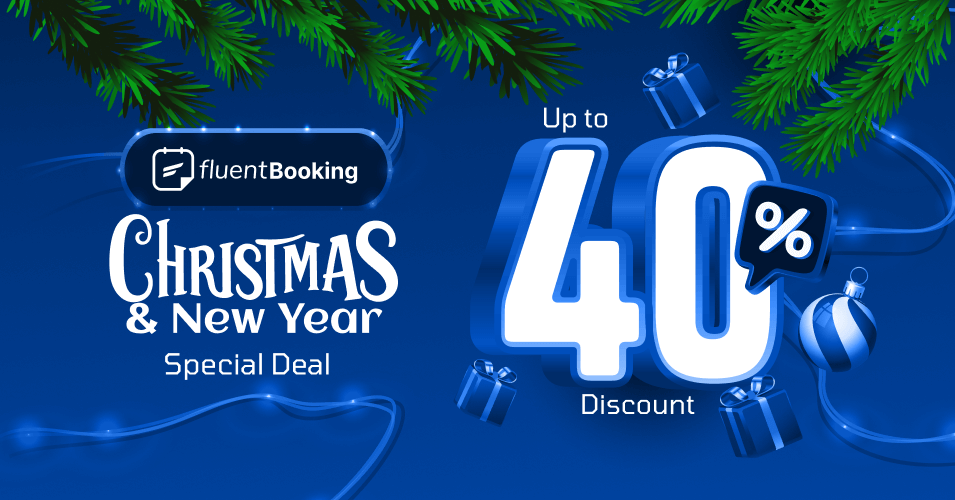 fluentBooking
Christmas
& New Year
Special Deal
Up to
40%
Discount